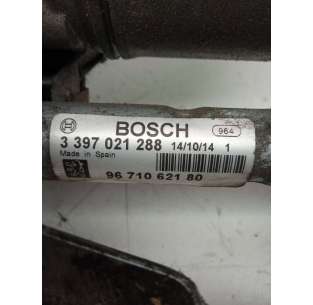 BOSCH 964
3 397 021 288 14/10/14 1
Made in Spain
96 710 621 80